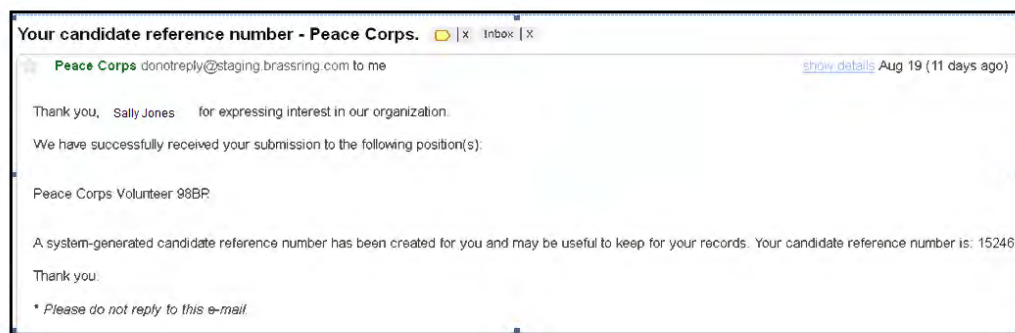 Your candidate reference number - Peace Corps. | x Inbox | x
Peace Corps donotreply@staging.brassring.com to me show details Aug 19 (11 days ago)
Thank you, Sally Jones for expressing interest in our organization.
We have successfully received your submission to the following position(s):
Peace Corps Volunteer 98BR
A system-generated candidate reference number has been created for you and may be useful to keep for your records. Your candidate reference number is: 15246
Thank you.
* Please do not reply to this e-mail.